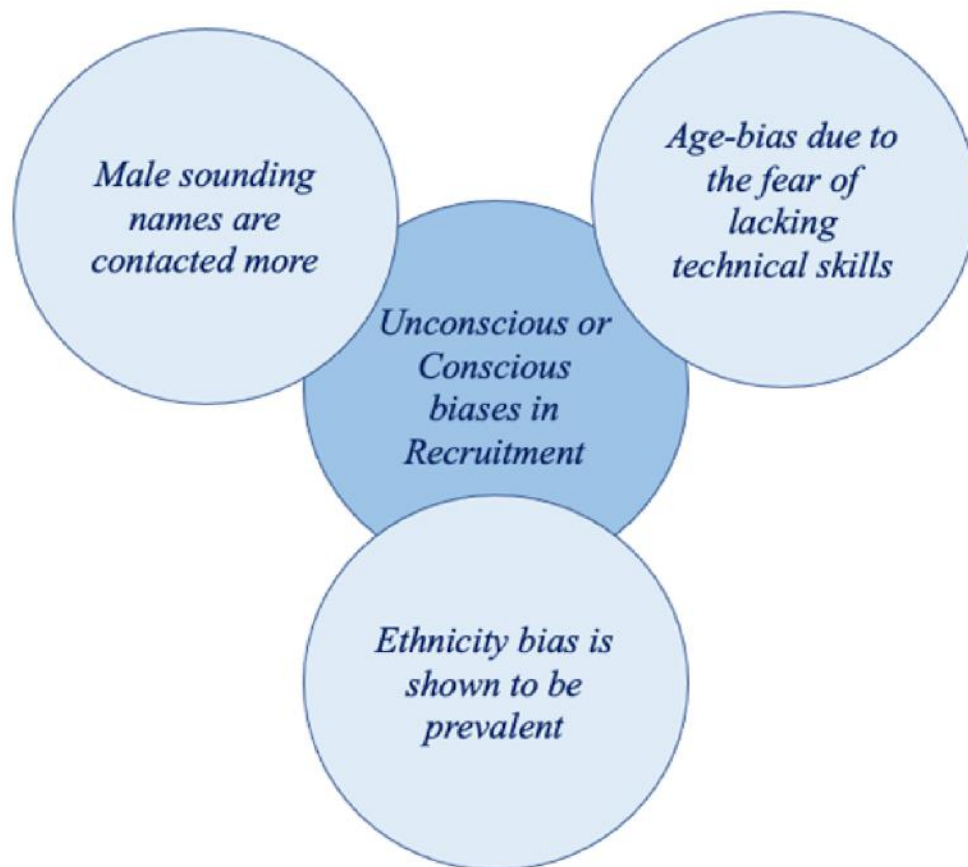 Male sounding
names are
contacted more
Age-bias due to
the fear of
lacking
technical skills
Unconscious or
Conscious
biases in
Recruitment
Ethnicity bias is
shown to be
prevalent